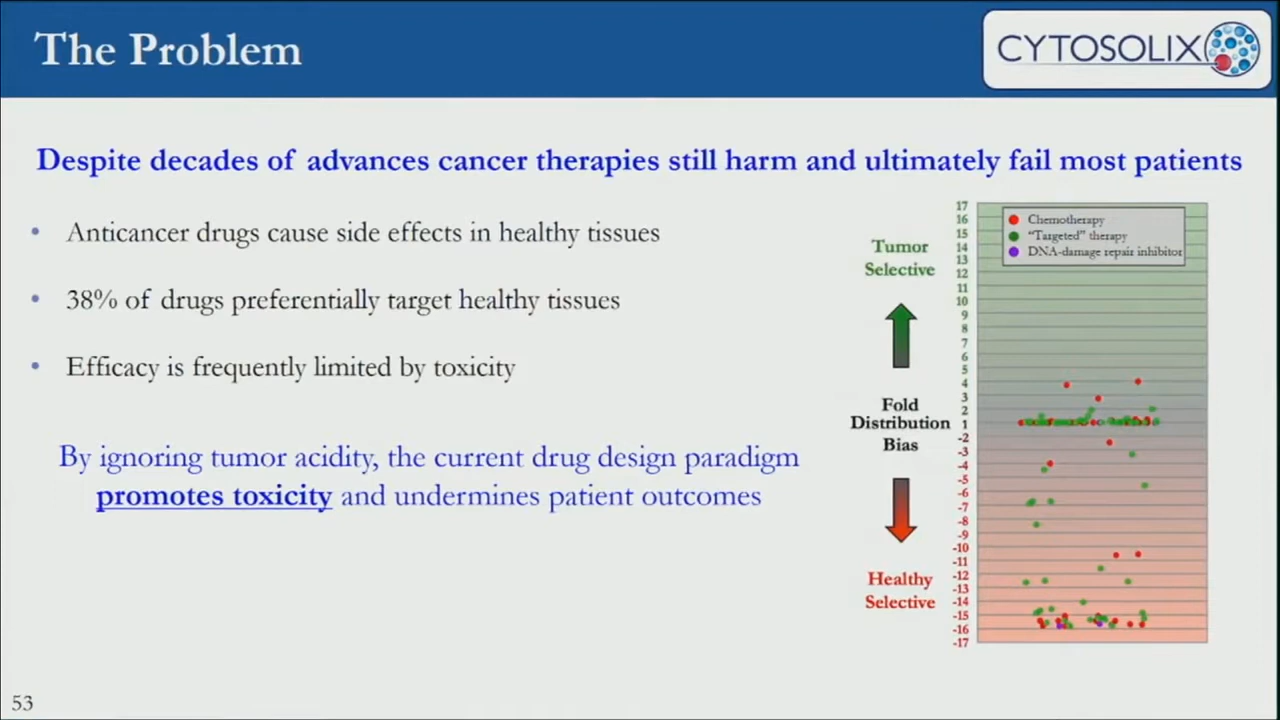 The Problem
CYTOSOLIX
Despite decades of advances cancer therapies still harm and ultimately fail most patients
• Anticancer drugs cause side effects in healthy tissues
• 38% of drugs preferentially target healthy tissues
• Efficacy is frequently limited by toxicity
By ignoring tumor acidity, the current drug design paradigm
promotes toxicity and undermines patient outcomes
Tumor
Selective
Fold
Distribution
Bias
Healthy
Selective
17
16
15
14
13
12
11
10
9
8
7
6
5
4
3
2
1
-2
-3
-4
-5
-6
-7
-8
-9
-10
-11
-12
-13
-14
-15
-16
-17
Chemotherapy
"Targeted" therapy
DNA-damage repair inhibitor
53